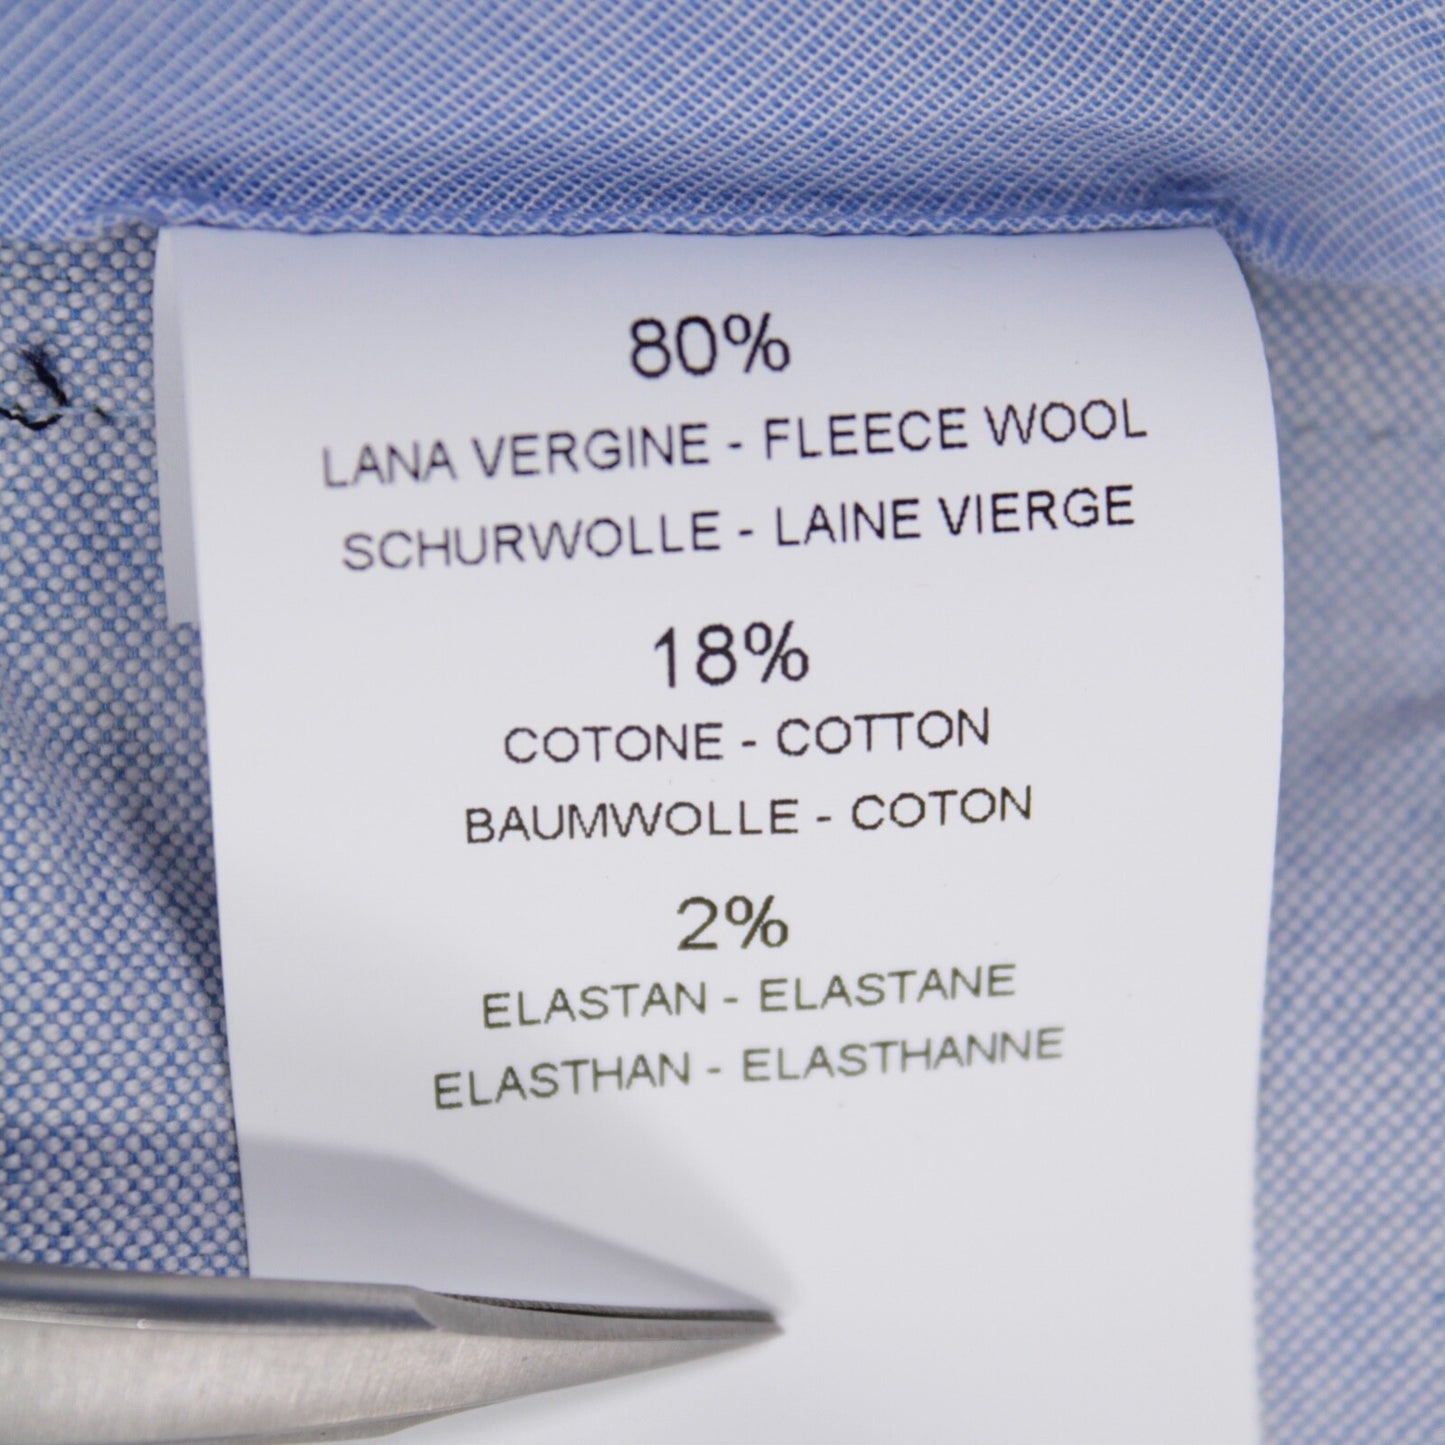 80%
LANA VERGINE - FLEECE WOOL
SCHURWOLLE - LAINE VIERGE
18%
COTONE - COTTON
BAUMWOLLE - COTON
2%
ELASTAN - ELASTANE
ELASTHAN - ELASTHANNE